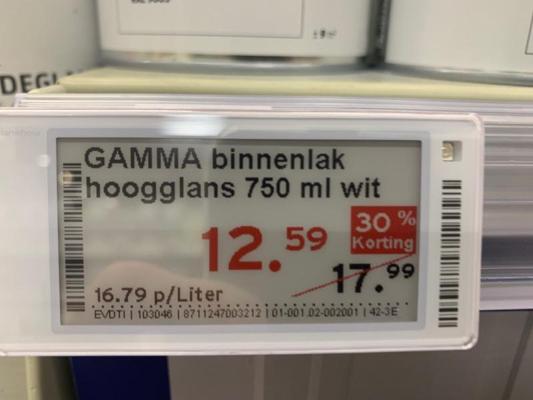 DEGL
GAMMA binnenlak
hoogglans 750 ml wit
30 %
Korting
12.59
17.99
16.79 p/Liter
EVDTI | 103046 | 8711247003212 | 01-001.02-002001 | 42-3E